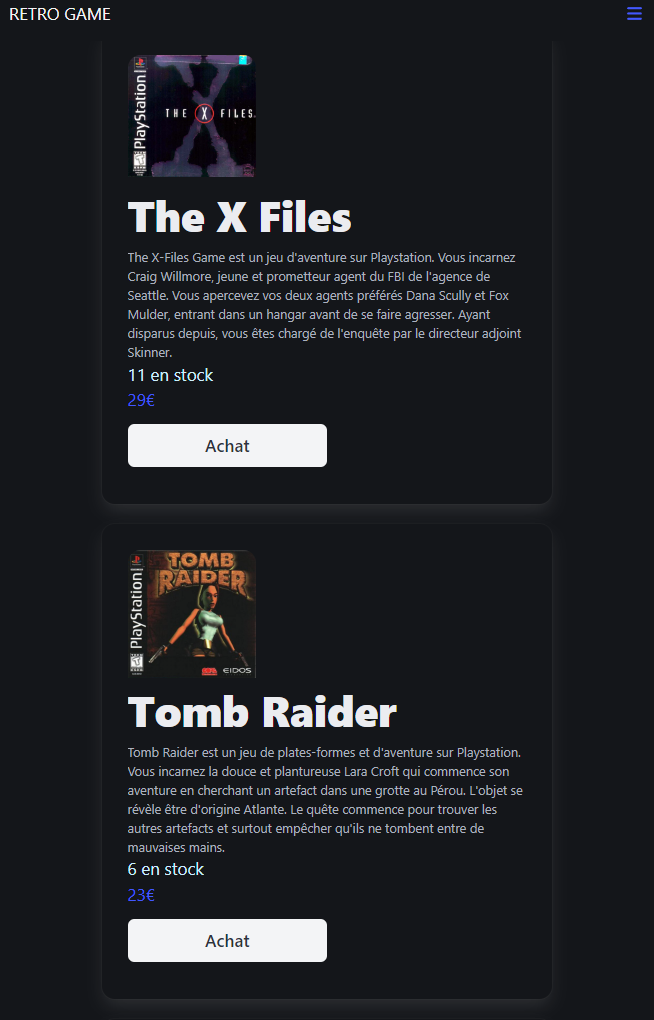 RETRO GAME
PlayStation
THE X FILES
The X Files
The X-Files Game est un jeu d'aventure sur Playstation. Vous incarnez
Craig Willmore, jeune et prometteur agent du FBI de l'agence de
Seattle. Vous apercevez vos deux agents préférés Dana Scully et Fox
Mulder, entrant dans un hangar avant de se faire agresser. Ayant
disparus depuis, vous êtes chargé de l'enquête par le directeur adjoint
Skinner.
11 en stock
29€
Achat
PlayStation
TOMB
RAIDER
EIDOS
Tomb Raider
Tomb Raider est un jeu de plates-formes et d'aventure sur Playstation.
Vous incarnez la douce et plantureuse Lara Croft qui commence son
aventure en cherchant un artefact dans une grotte au Pérou. L'objet se
révèle être d'origine Atlante. Le quête commence pour trouver les
autres artefacts et surtout empêcher qu'ils ne tombent entre de
mauvaises mains.
6 en stock
23€
Achat